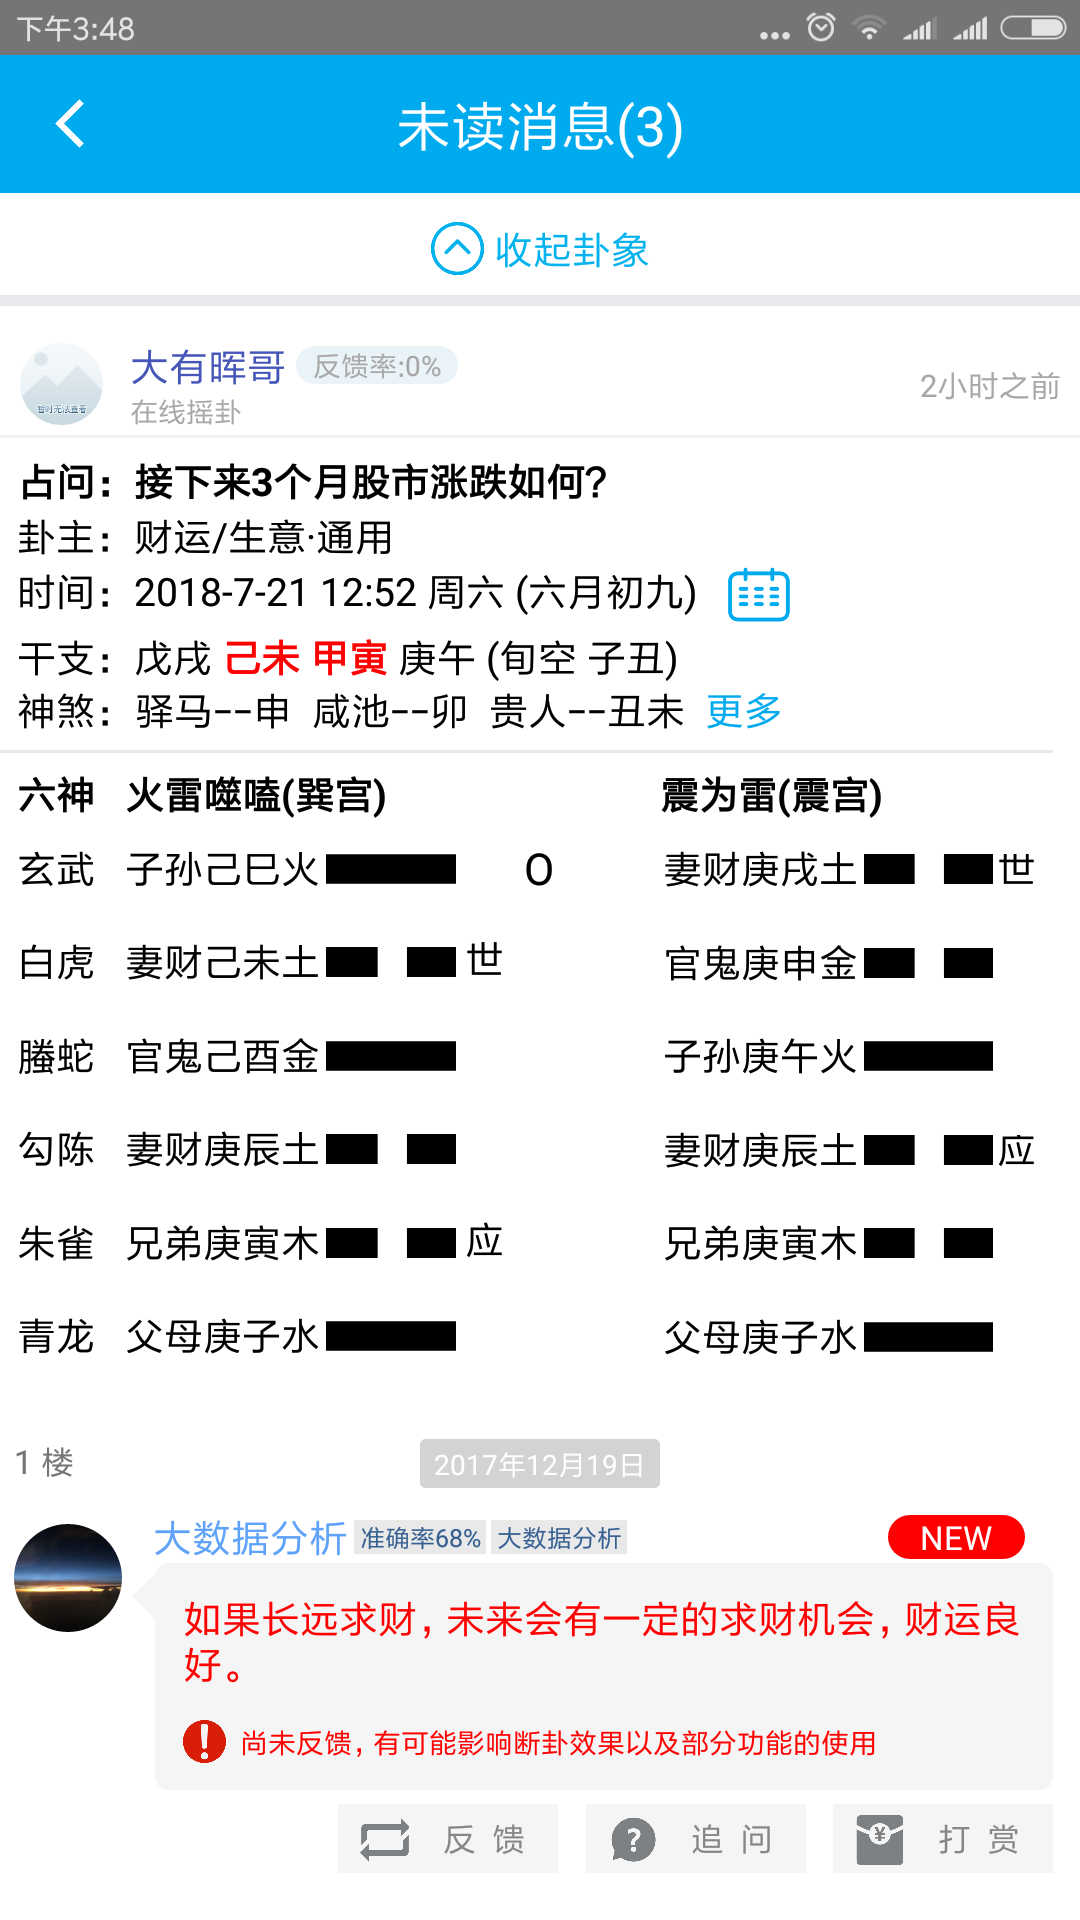 下午3:48
未读消息(3)
收起卦象
大有晖哥 反馈率:0%
在线摇卦
2小时之前
暂时无法查看
占问：接下来3个月股市涨跌如何?
卦主：财运/生意·通用
时间：2018-7-21 12:52 周六 (六月初九)
干支：戊戌 己未 甲寅 庚午 (旬空 子丑)
神煞：驿马--申 咸池--卯 贵人--丑未 更多
六神 火雷噬嗑(巽宫) 震为雷(震宫)
玄武 子孙己巳火 O 妻财庚戌土 世
白虎 妻财己未土 世 官鬼庚申金
螣蛇 官鬼己酉金 子孙庚午火
勾陈 妻财庚辰土 妻财庚辰土 应
朱雀 兄弟庚寅木 应 兄弟庚寅木
青龙 父母庚子水 父母庚子水
1 楼 2017年12月19日
大数据分析 准确率68% 大数据分析 NEW
如果长远求财，未来会有一定的求财机会，财运良
好。
尚未反馈，有可能影响断卦效果以及部分功能的使用
反 馈 追 问 打 赏